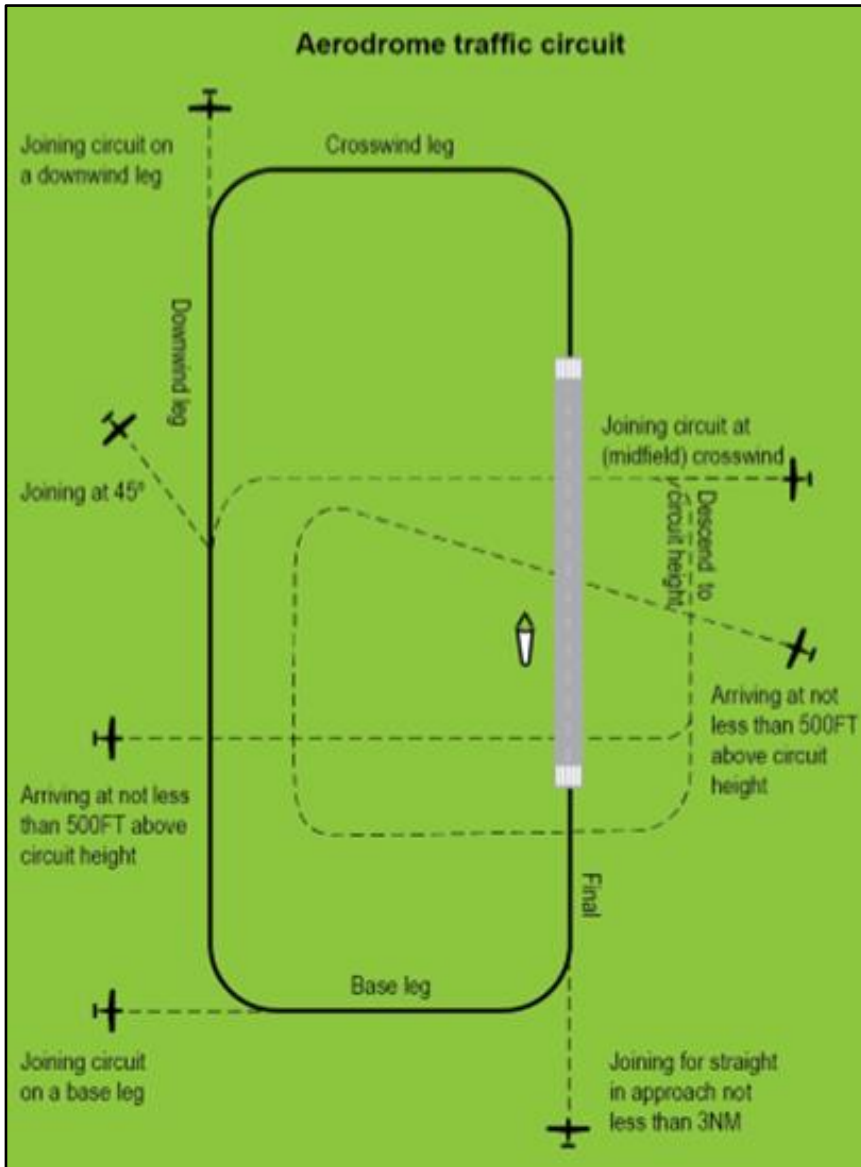 Aerodrome traffic circuit
Joining circuit on
a downwind leg
Crosswind leg
Downwind leg
Joining circuit at
(midfield) crosswind
Joining at 45º
Descend to
circuit height
Arriving at not
less than 500FT
above circuit
height
Arriving at not less
than 500FT above
circuit height
Final
Base leg
Joining circuit
on a base leg
Joining for straight
in approach not
less than 3NM